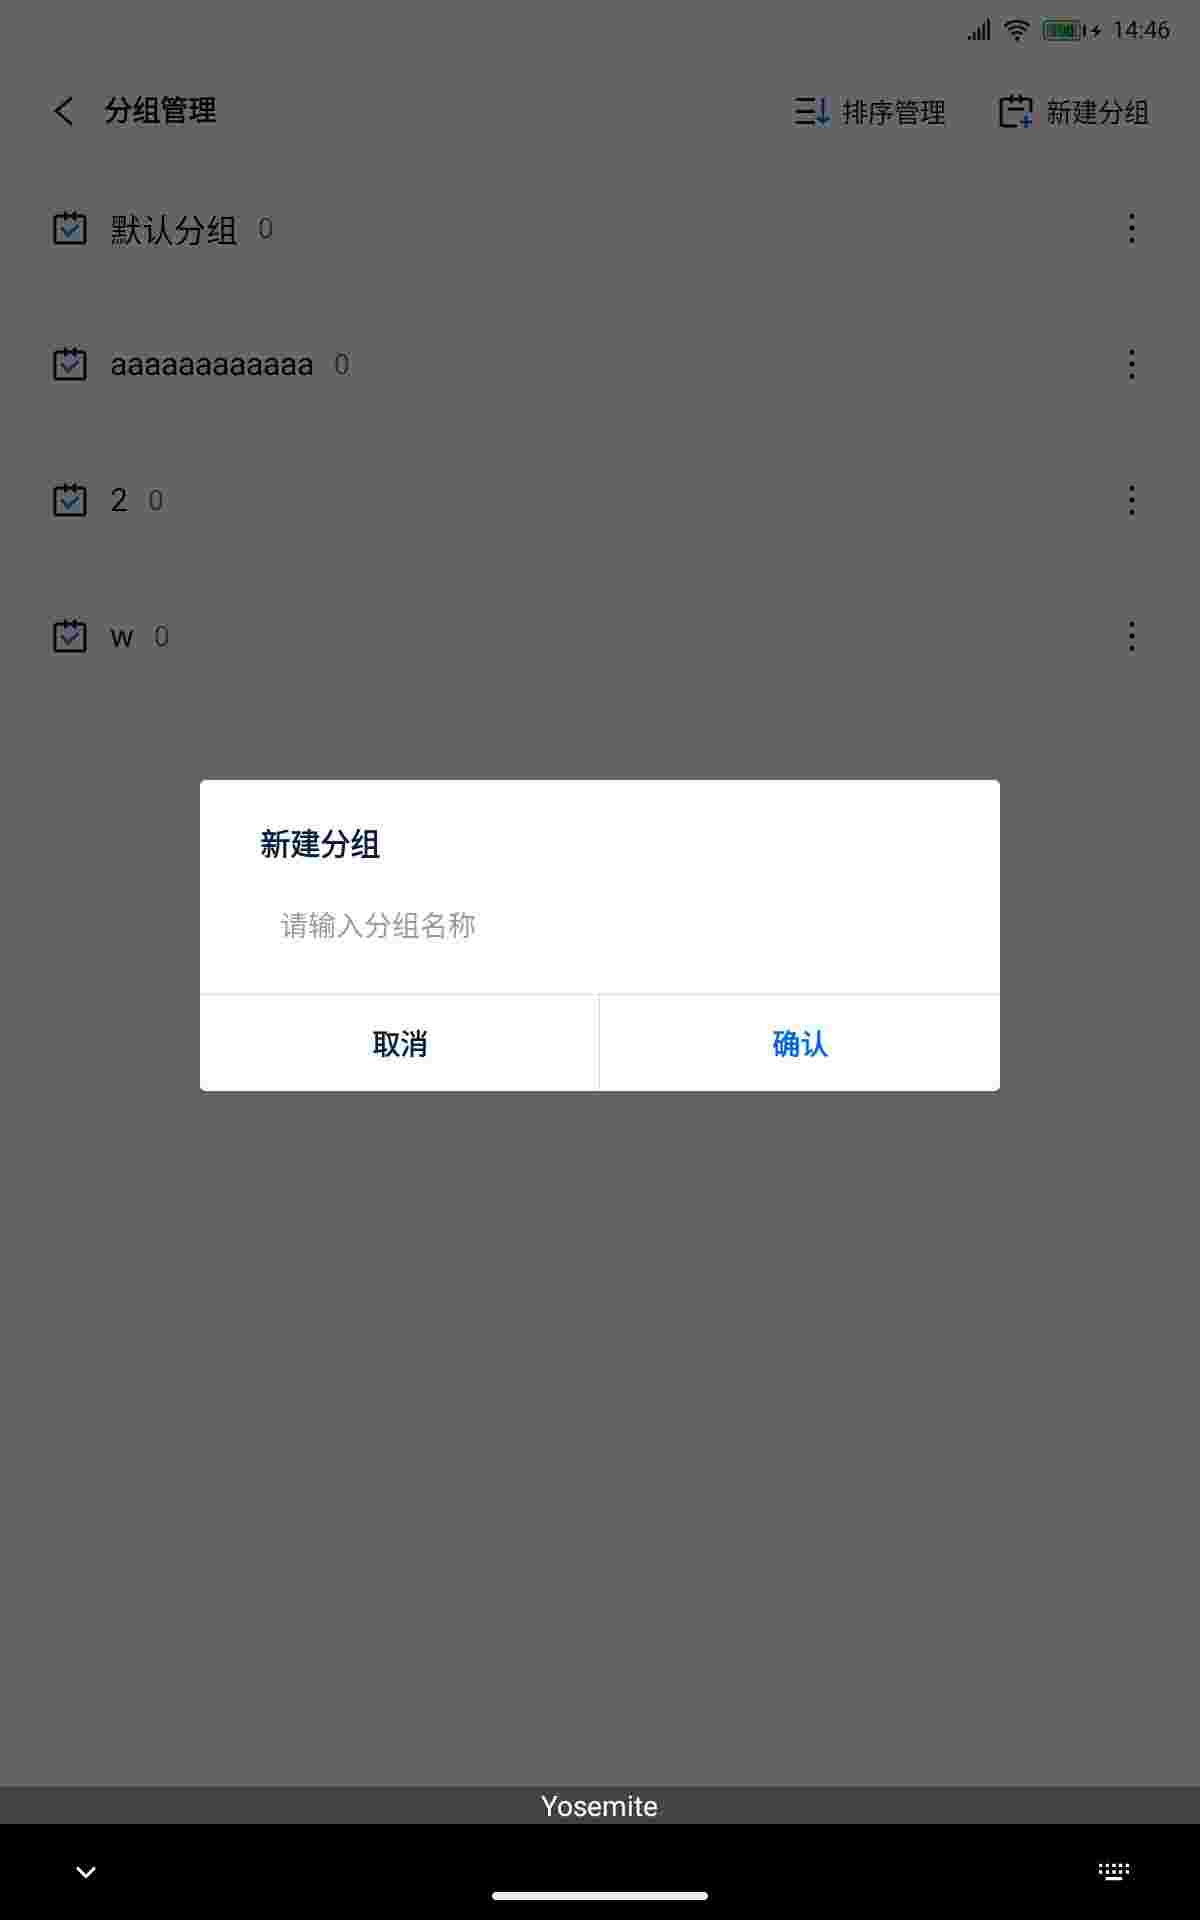 14:46
分组管理 排序管理 新建分组
默认分组 0
aaaaaaaaaaaa 0
2 0
w 0
新建分组
请输入分组名称
取消 确认
Yosemite